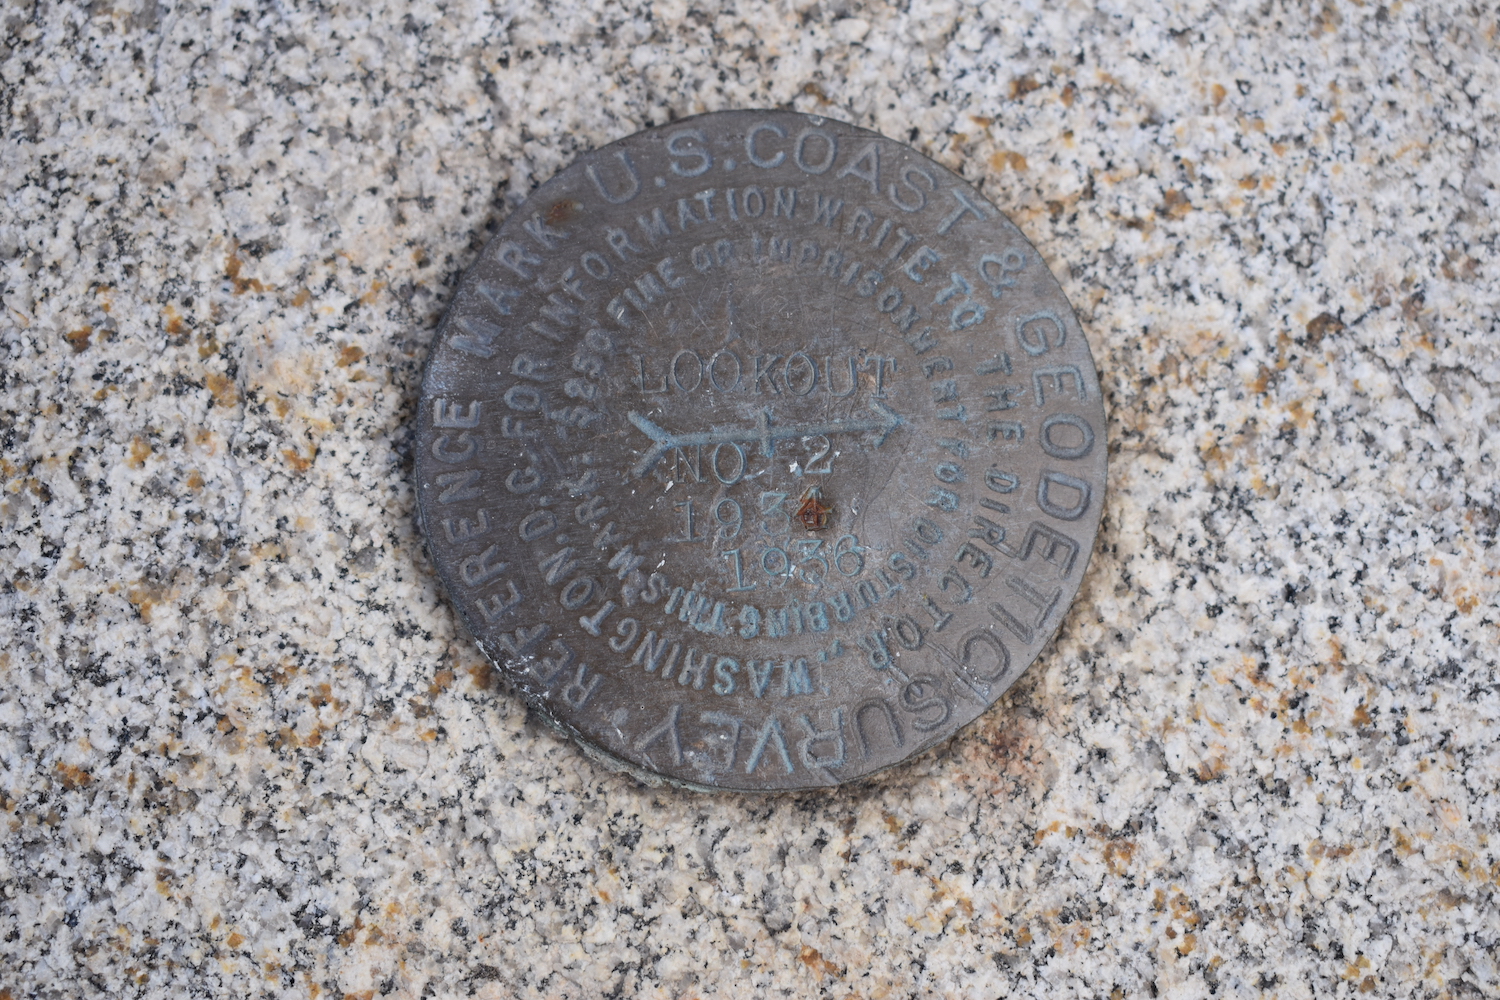 U.S. COAST & GEODETIC SURVEY
REFERENCE MARK
FOR INFORMATION WRITE TO THE DIRECTOR, WASHINGTON, D.C.
$250 FINE OR IMPRISONMENT FOR DISTURBING THIS MARK.
LOOKOUT
NO 2
1934
1936